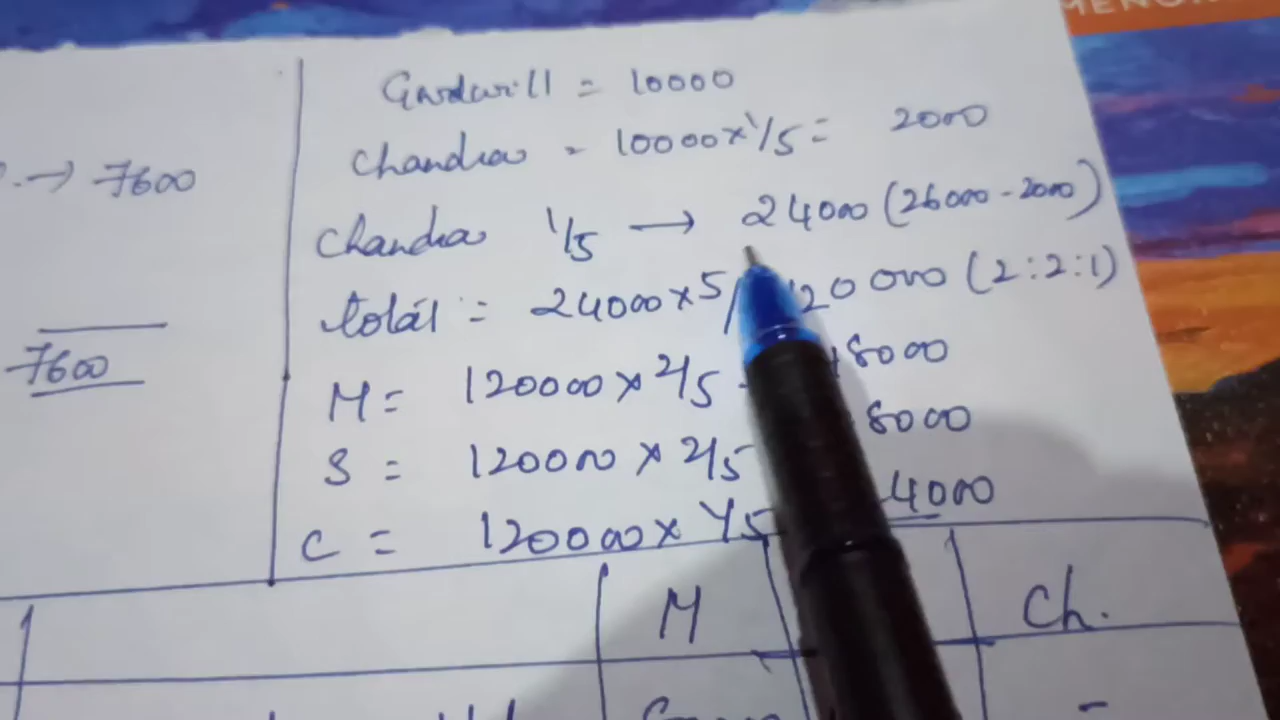 Goodwill = 10000
Chandra = 10000 x 1/5 = 2000
Chandra 1/5 → 24000 (26000 - 2000)
total = 24000 x 5/ 120000 (2:2:1)
M = 120000 x 2/5 48000
S = 120000 x 2/5 8000
C = 120000 x 1/5 4000
→ 7600
7600
M Ch.